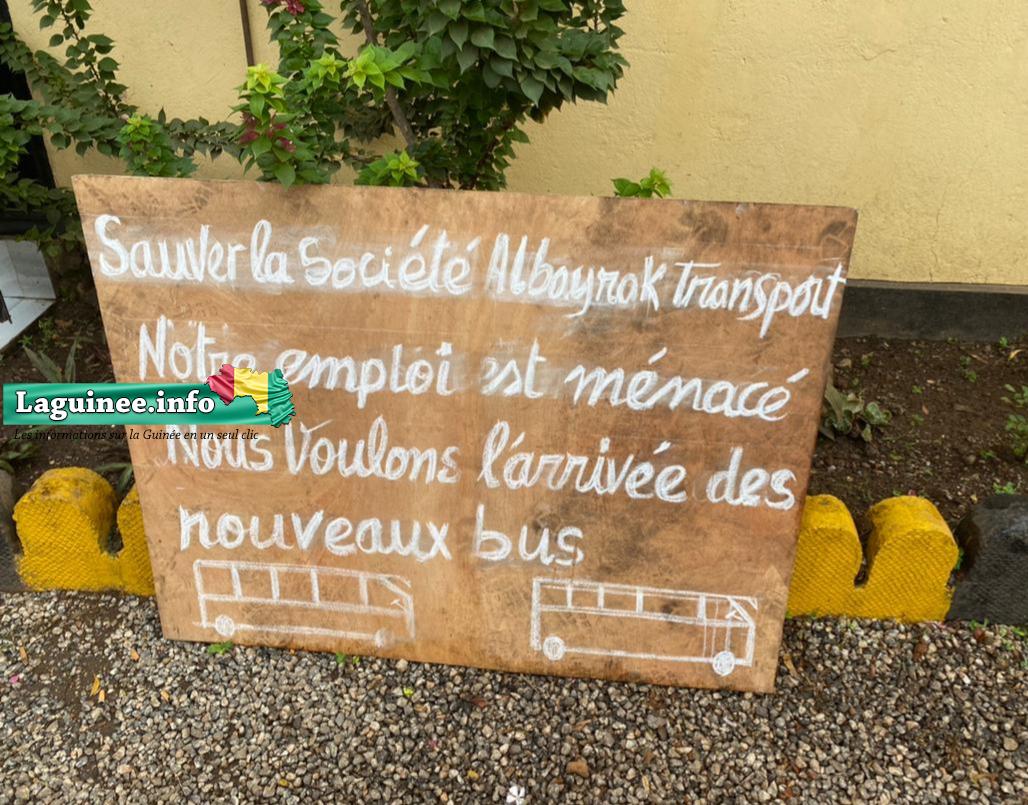 Sauver la Société Albayrak Transport
Nôtre emploi est ménacé
Laguinee.info
Les informations sur la Guinée en un seul clic
Nous Voulons l'arrivée des
nouveaux bus